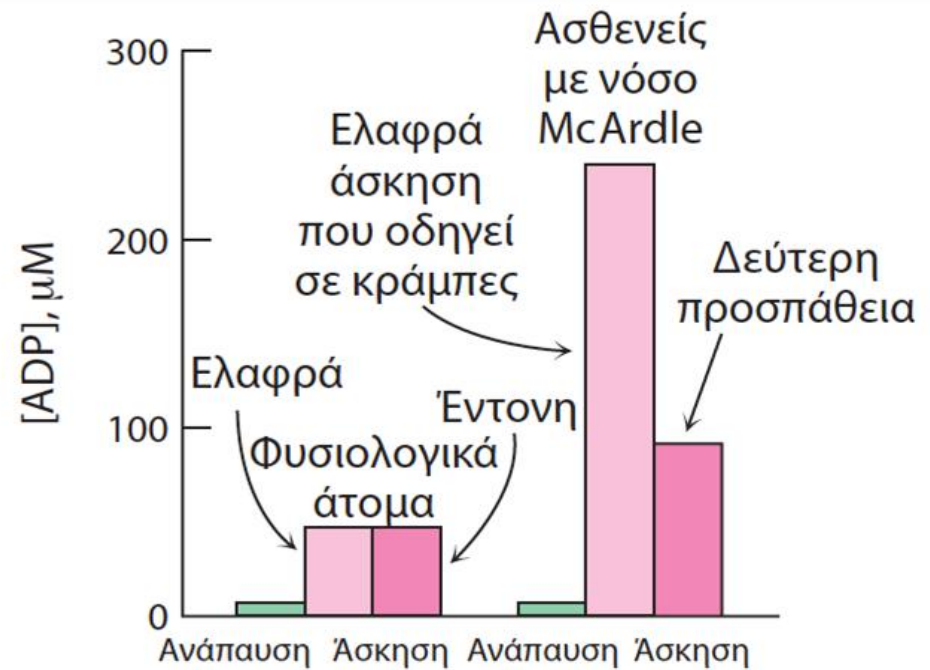 [ADP], μM
300
200
100
0
Ελαφρά
Φυσιολογικά
άτομα
Έντονη
Ελαφρά
άσκηση
που οδηγεί
σε κράμπες
Ασθενείς
με νόσο
McArdle
Δεύτερη
προσπάθεια
Ανάπαυση Άσκηση Ανάπαυση Άσκηση